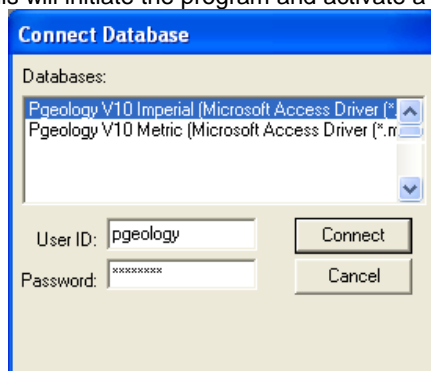 will initiate the program and activate a
Connect Database
Databases:
Pgeology V10 Imperial (Microsoft Access Driver (*.
Pgeology V10 Metric (Microsoft Access Driver (*.m
User ID: pgeology Connect
Password: ******** Cancel